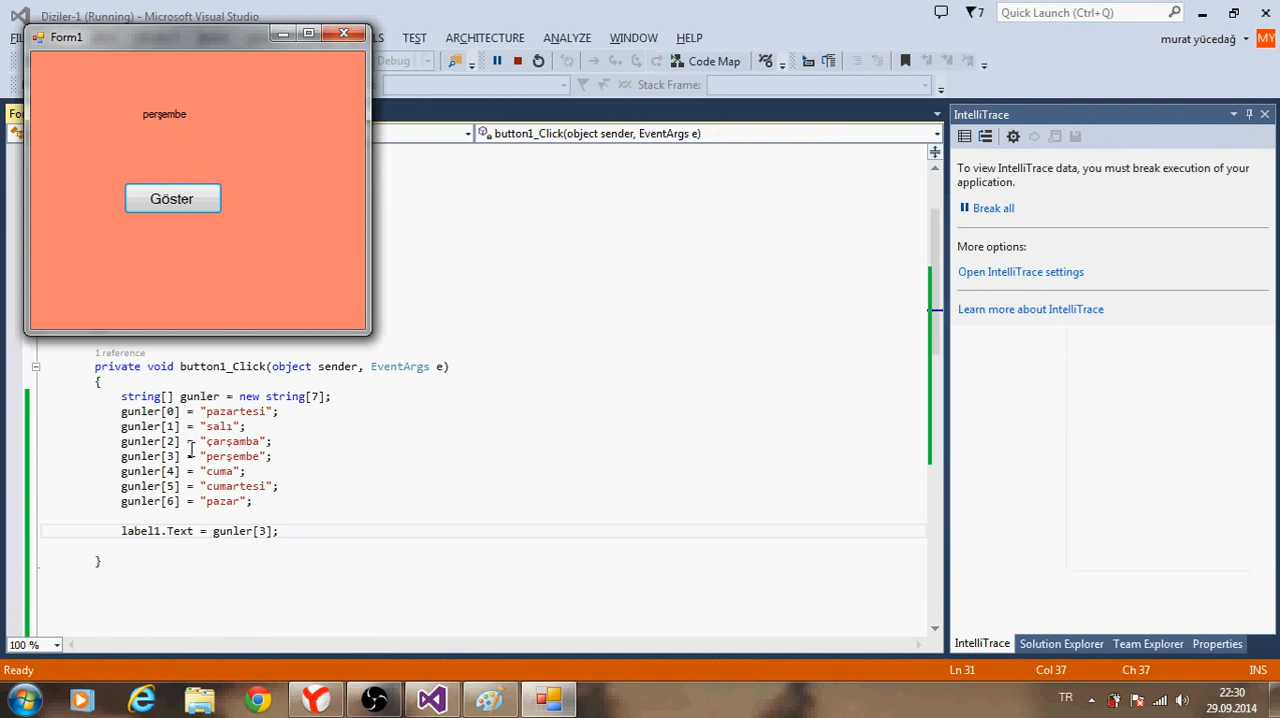 Diziler-1 (Running) - Microsoft Visual Studio
7
Quick Launch (Ctrl+Q)
Form1
TEST
ARCHITECTURE
ANALYZE
WINDOW
HELP
murat yücedağ
MY
Debug
Code Map
Stack Frame:
perşembe
Göster
button1_Click(object sender, EventArgs e)
1 reference
private void button1_Click(object sender, EventArgs e)
{
string[] gunler = new string[7];
gunler[0] = "pazartesi";
gunler[1] = "salı";
gunler[2] = "çarşamba";
gunler[3] = "perşembe";
gunler[4] = "cuma";
gunler[5] = "cumartesi";
gunler[6] = "pazar";
label1.Text = gunler[3];
}
100 %
IntelliTrace
To view IntelliTrace data, you must break execution of your
application.
Break all
More options:
Open IntelliTrace settings
Learn more about IntelliTrace
IntelliTrace
Solution Explorer
Team Explorer
Properties
Ready
Ln 31
Col 37
Ch 37
INS
TR
22:30
29.09.2014